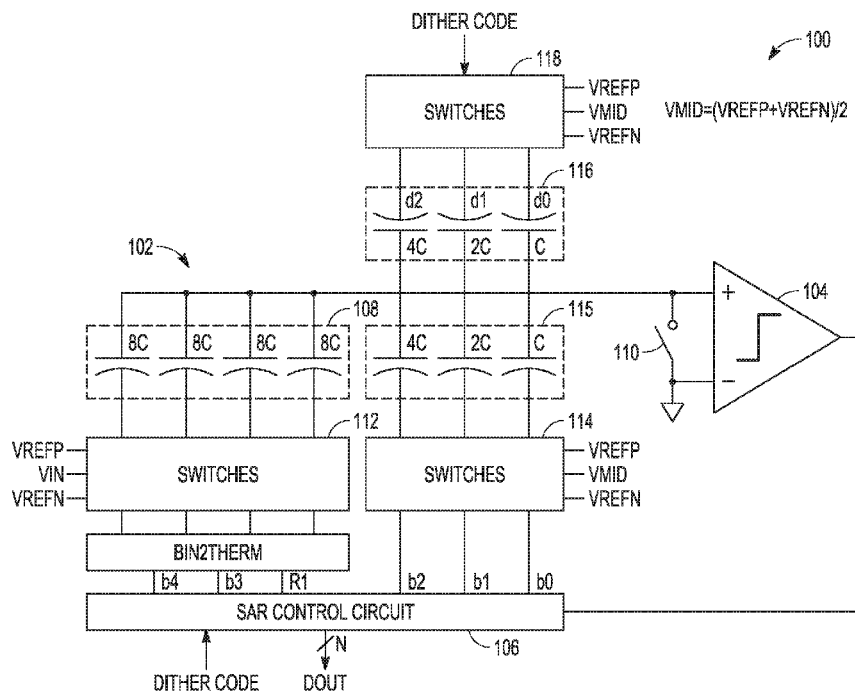 DITHER CODE
100
118
SWITCHES
VREFP
VMID
VREFN
VMID=(VREFP+VREFN)/2
116
d2 d1 d0
4C 2C C
102
108
8C 8C 8C 8C
115
4C 2C C
+
104
110
−
112
VREFP
VIN
VREFN
SWITCHES
114
SWITCHES
VREFP
VMID
VREFN
BIN2THERM
b4 b3 R1 b2 b1 b0
SAR CONTROL CIRCUIT
106
N
DITHER CODE
DOUT